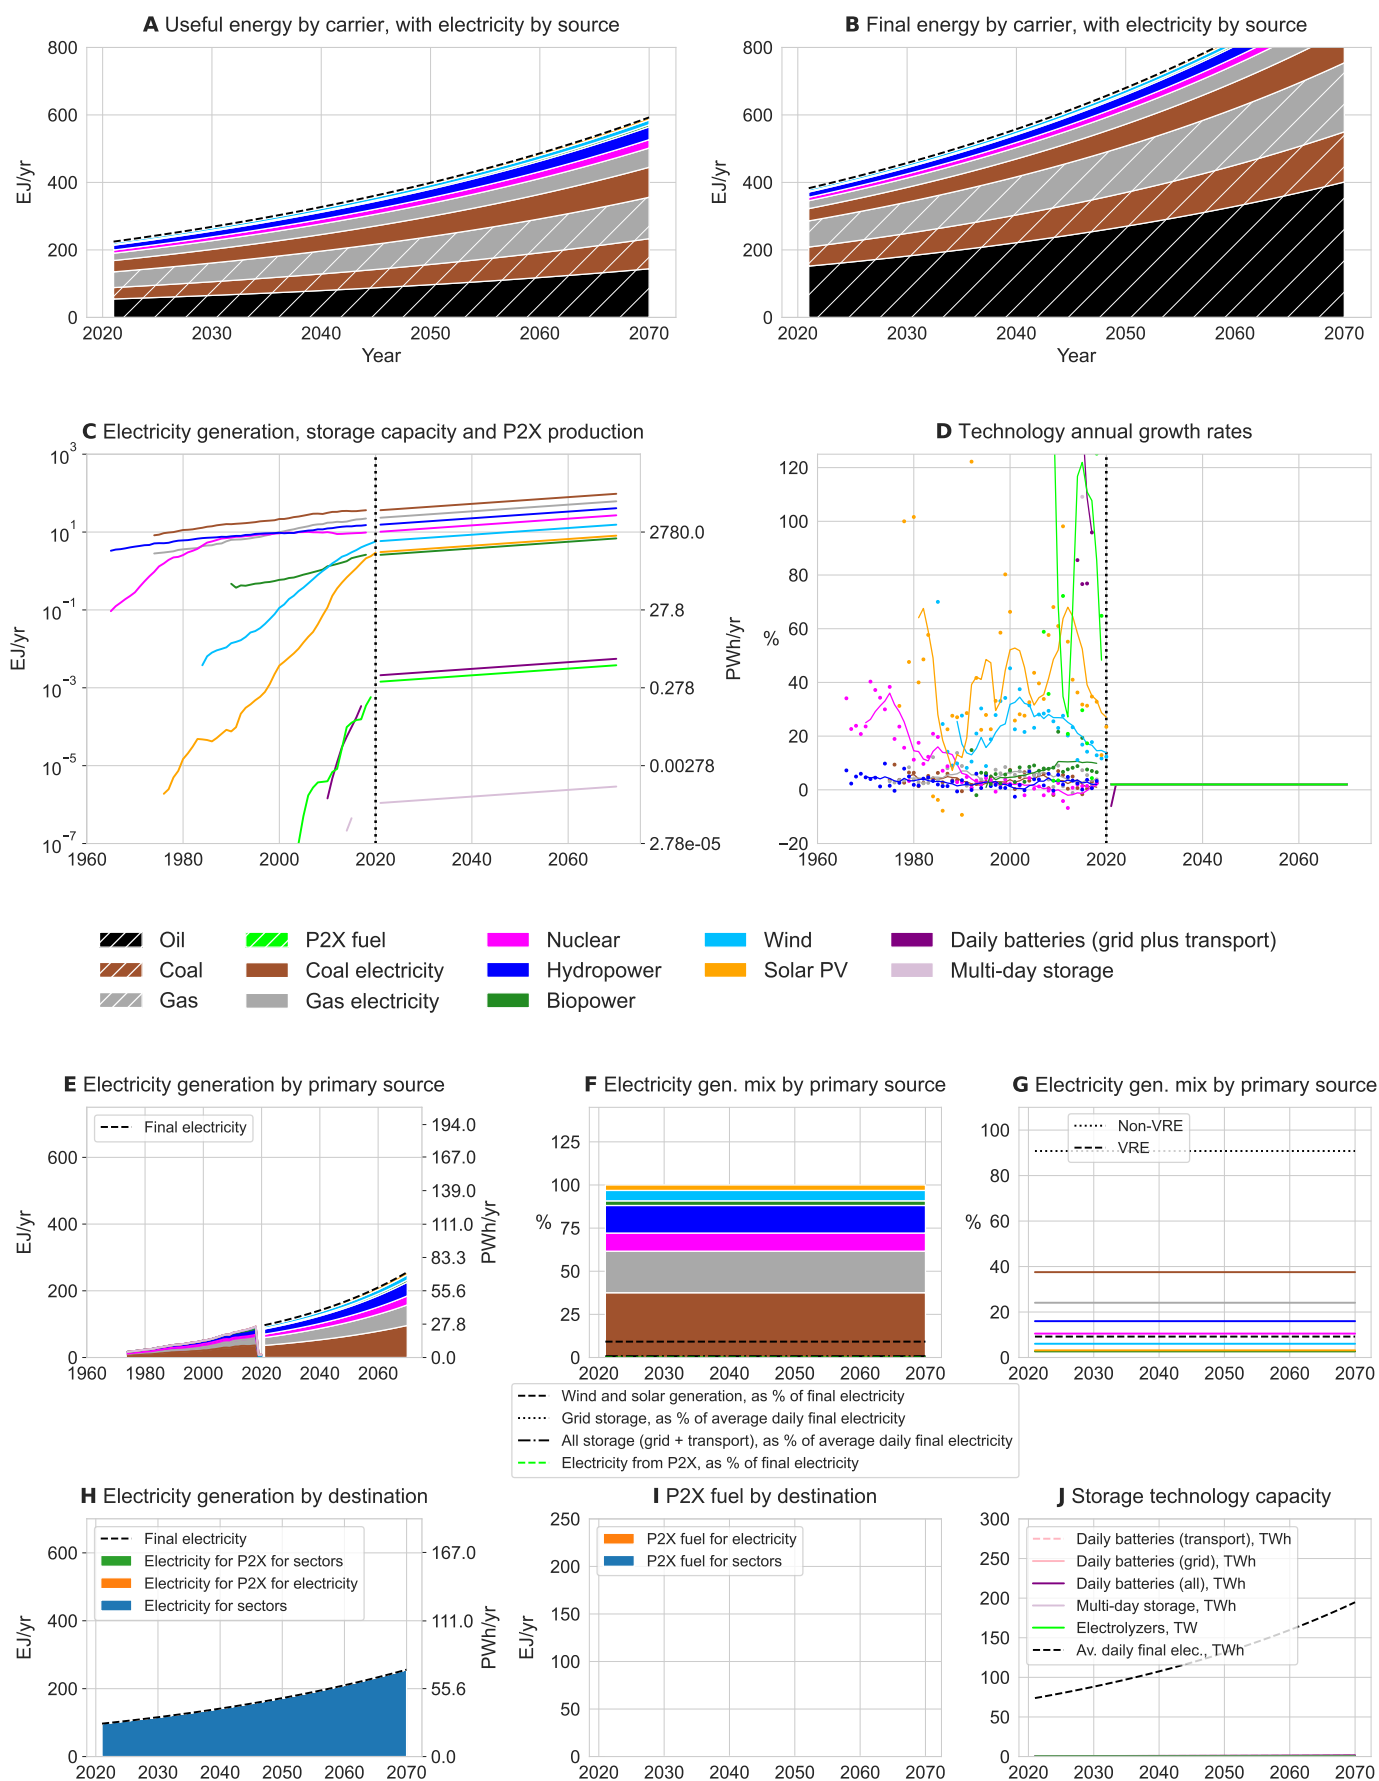 A Useful energy by carrier, with electricity by source
B Final energy by carrier, with electricity by source
800
600
400
200
0
EJ/yr
2020 2030 2040 2050 2060 2070
Year
800
600
400
200
0
EJ/yr
2020 2030 2040 2050 2060 2070
Year
C Electricity generation, storage capacity and P2X production
D Technology annual growth rates
10^3
10^1
10^−1
10^−3
10^−5
10^−7
EJ/yr
2780.0
27.8
0.278
0.00278
2.78e-05
PWh/yr
1960 1980 2000 2020 2040 2060
120
100
80
60
40
20
0
−20
%
1960 1980 2000 2020 2040 2060
Oil P2X fuel Nuclear Wind Daily batteries (grid plus transport)
Coal Coal electricity Hydropower Solar PV Multi-day storage
Gas Gas electricity Biopower
E Electricity generation by primary source
F Electricity gen. mix by primary source
G Electricity gen. mix by primary source
Final electricity
600
400
200
0
EJ/yr
194.0
167.0
139.0
111.0
83.3
55.6
27.8
0.0
PWh/yr
1960 1980 2000 2020 2040 2060
125
100
75
50
25
0
%
2020 2030 2040 2050 2060 2070
Wind and solar generation, as % of final electricity
Grid storage, as % of average daily final electricity
All storage (grid + transport), as % of average daily final electricity
Electricity from P2X, as % of final electricity
Non-VRE
VRE
100
80
60
40
20
0
%
2020 2030 2040 2050 2060 2070
H Electricity generation by destination
I P2X fuel by destination
J Storage technology capacity
Final electricity
Electricity for P2X for sectors
Electricity for P2X for electricity
Electricity for sectors
600
400
200
0
EJ/yr
167.0
111.0
55.6
0.0
PWh/yr
2020 2030 2040 2050 2060 2070
P2X fuel for electricity
P2X fuel for sectors
250
200
150
100
50
0
EJ/yr
2020 2030 2040 2050 2060 2070
Daily batteries (transport), TWh
Daily batteries (grid), TWh
Daily batteries (all), TWh
Multi-day storage, TWh
Electrolyzers, TW
Av. daily final elec., TWh
300
250
200
150
100
50
0
2020 2030 2040 2050 2060 2070